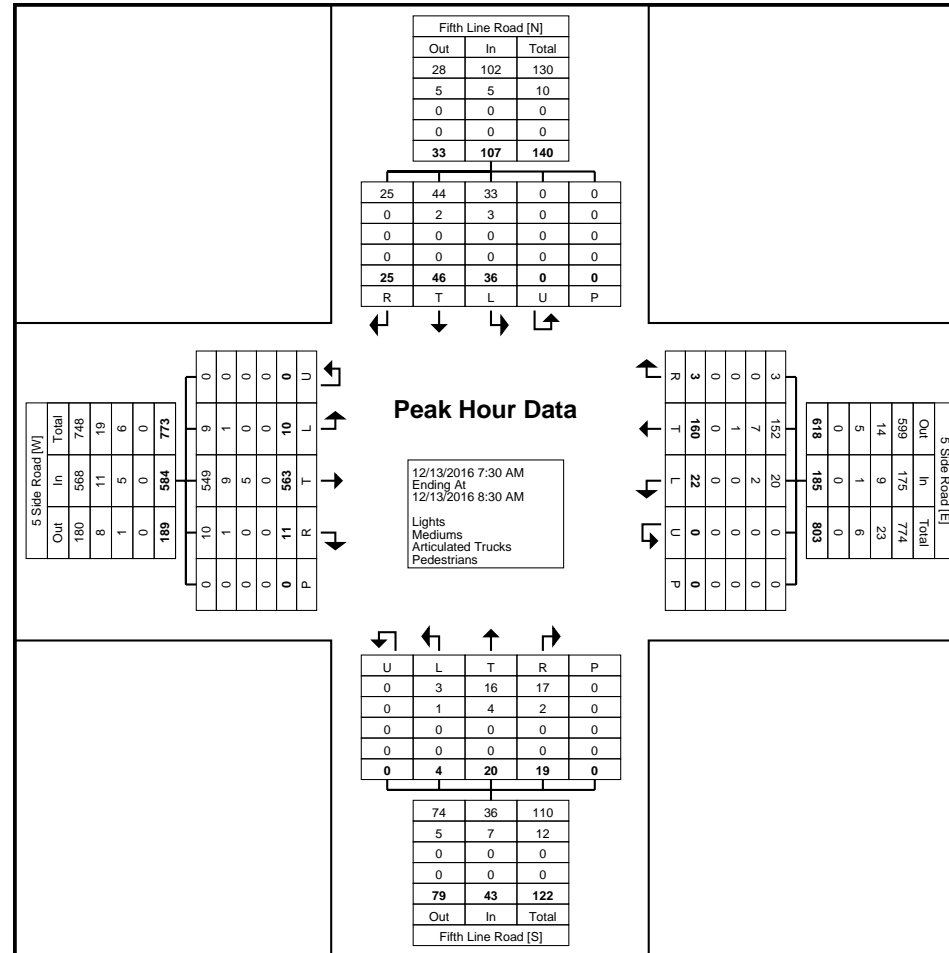 Fifth Line Road [N]
Out In Total
28 102 130
5 5 10
0 0 0
0 0 0
33 107 140
25 44 33 0 0
0 2 3 0 0
0 0 0 0 0
0 0 0 0 0
25 46 36 0 0
R T L U P
5 Side Road [W]
Total 748 19 6 0 773
In 568 11 5 0 584
Out 180 8 1 0 189
0 0 0 0 0 U
9 1 0 0 10 L
549 9 5 0 563 T
10 1 0 0 11 R
0 0 0 0 0 P
Peak Hour Data
12/13/2016 7:30 AM
Ending At
12/13/2016 8:30 AM
Lights
Mediums
Articulated Trucks
Pedestrians
R 3 0 0 0 3
T 160 0 1 7 152
L 22 0 0 2 20
U 0 0 0 0 0
P 0 0 0 0 0
5 Side Road [E]
618 0 5 14 599 Out
185 0 1 9 175 In
803 0 6 23 774 Total
U L T R P
0 3 16 17 0
0 1 4 2 0
0 0 0 0 0
0 0 0 0 0
0 4 20 19 0
74 36 110
5 7 12
0 0 0
0 0 0
79 43 122
Out In Total
Fifth Line Road [S]